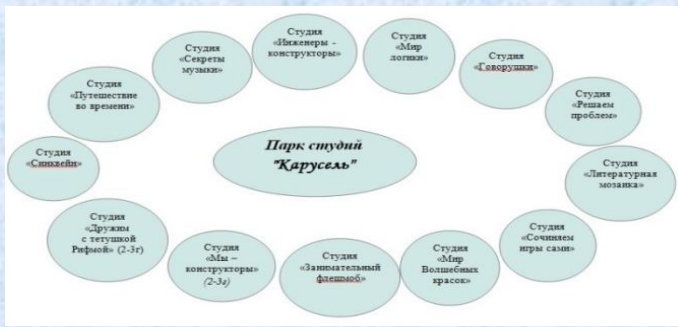 Студия
«Инженеры -
конструкторы»
Студия
«Мир
логики»
Студия
«Говорушки»
Студия
«Решаем
проблем»
Студия
«Литературная
мозаика»
Студия
«Сочиняем
игры сами»
Студия
«Мир
Волшебных
красок»
Студия
«Занимательный
флешмоб»
Студия
«Мы –
конструкторы»
(2-3г)
Студия
«Дружим
с тетушкой
Рифмой» (2-3г)
Студия
«Синквейн»
Студия
«Путешествие
во времени»
Студия
«Секреты
музыки»
Парк студий
"Карусель"